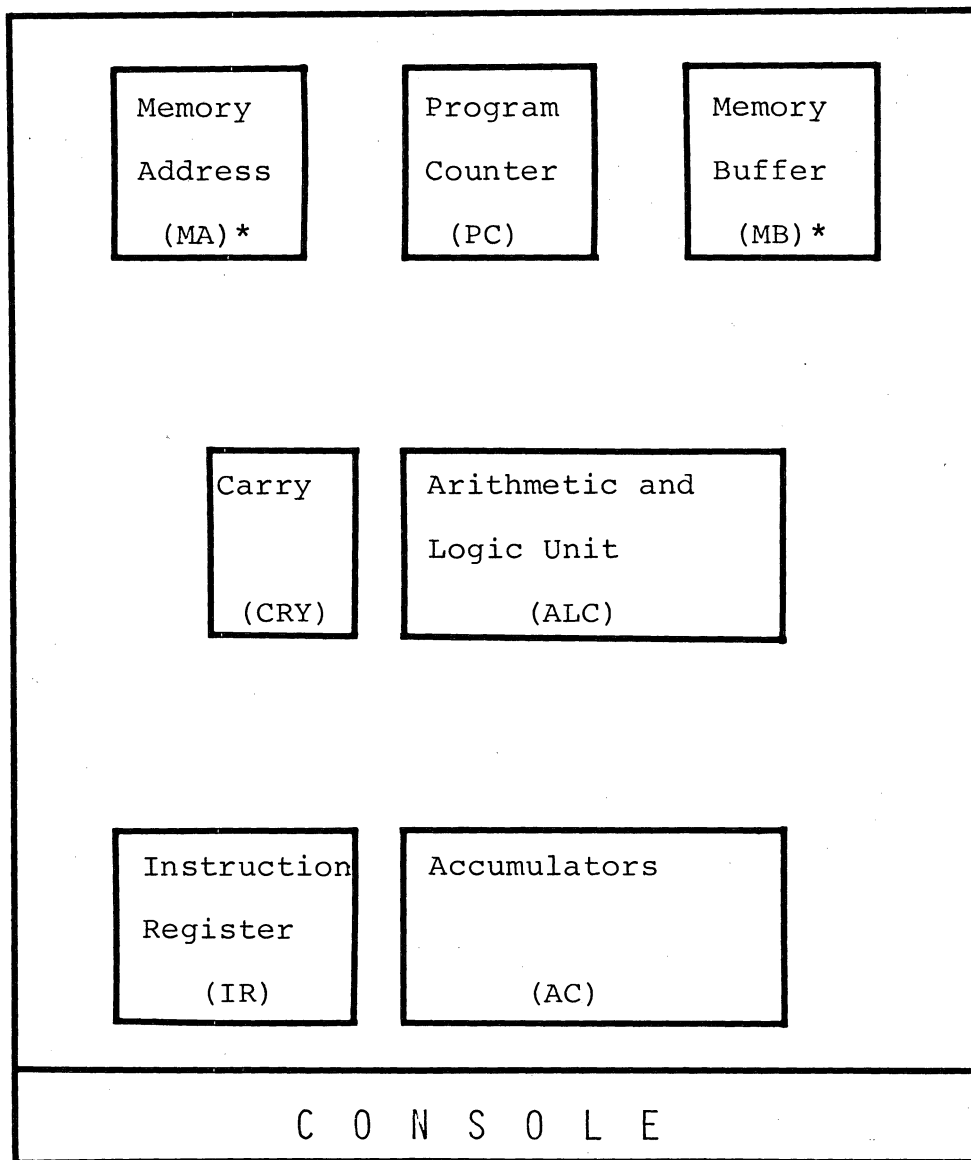 Memory
Address
(MA)*
Program
Counter
(PC)
Memory
Buffer
(MB)*
Carry
(CRY)
Arithmetic and
Logic Unit
(ALC)
Instruction
Register
(IR)
Accumulators
(AC)
CONSOLE